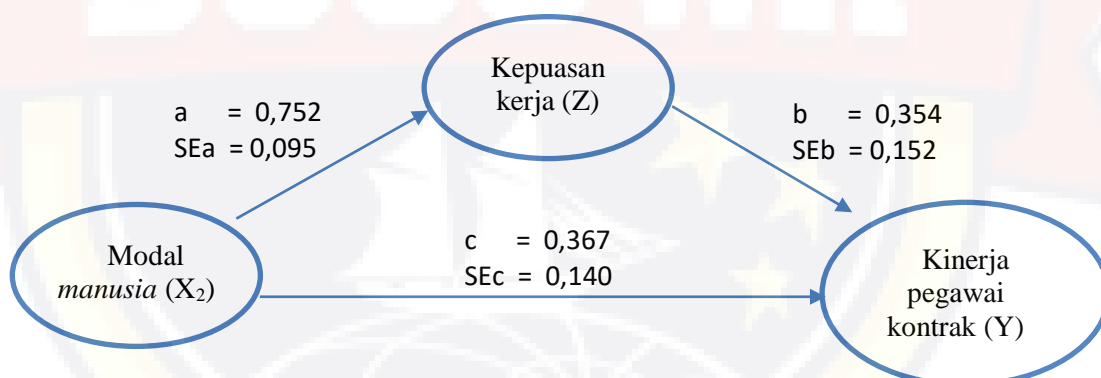 Kepuasan
kerja (Z)
a = 0,752
SEa = 0,095
b = 0,354
SEb = 0,152
Modal
manusia (X₂)
c = 0,367
SEc = 0,140
Kinerja
pegawai
kontrak (Y)